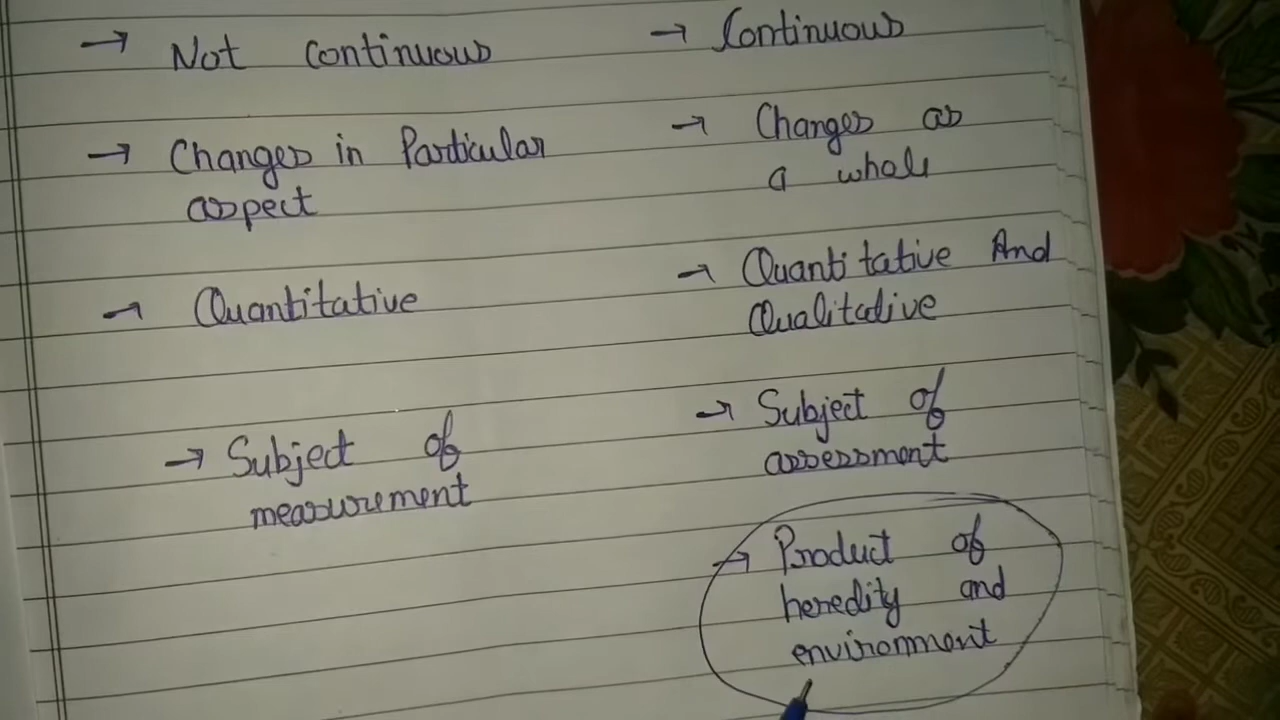 → Not Continuous
→ Changes in Particular
aspect
→ Quantitative
→ Subject of
measurement
→ Continuous
→ Changes as
a whole
→ Quantitative And
Qualitative
→ Subject of
assessment
→ Product of
heredity and
environment